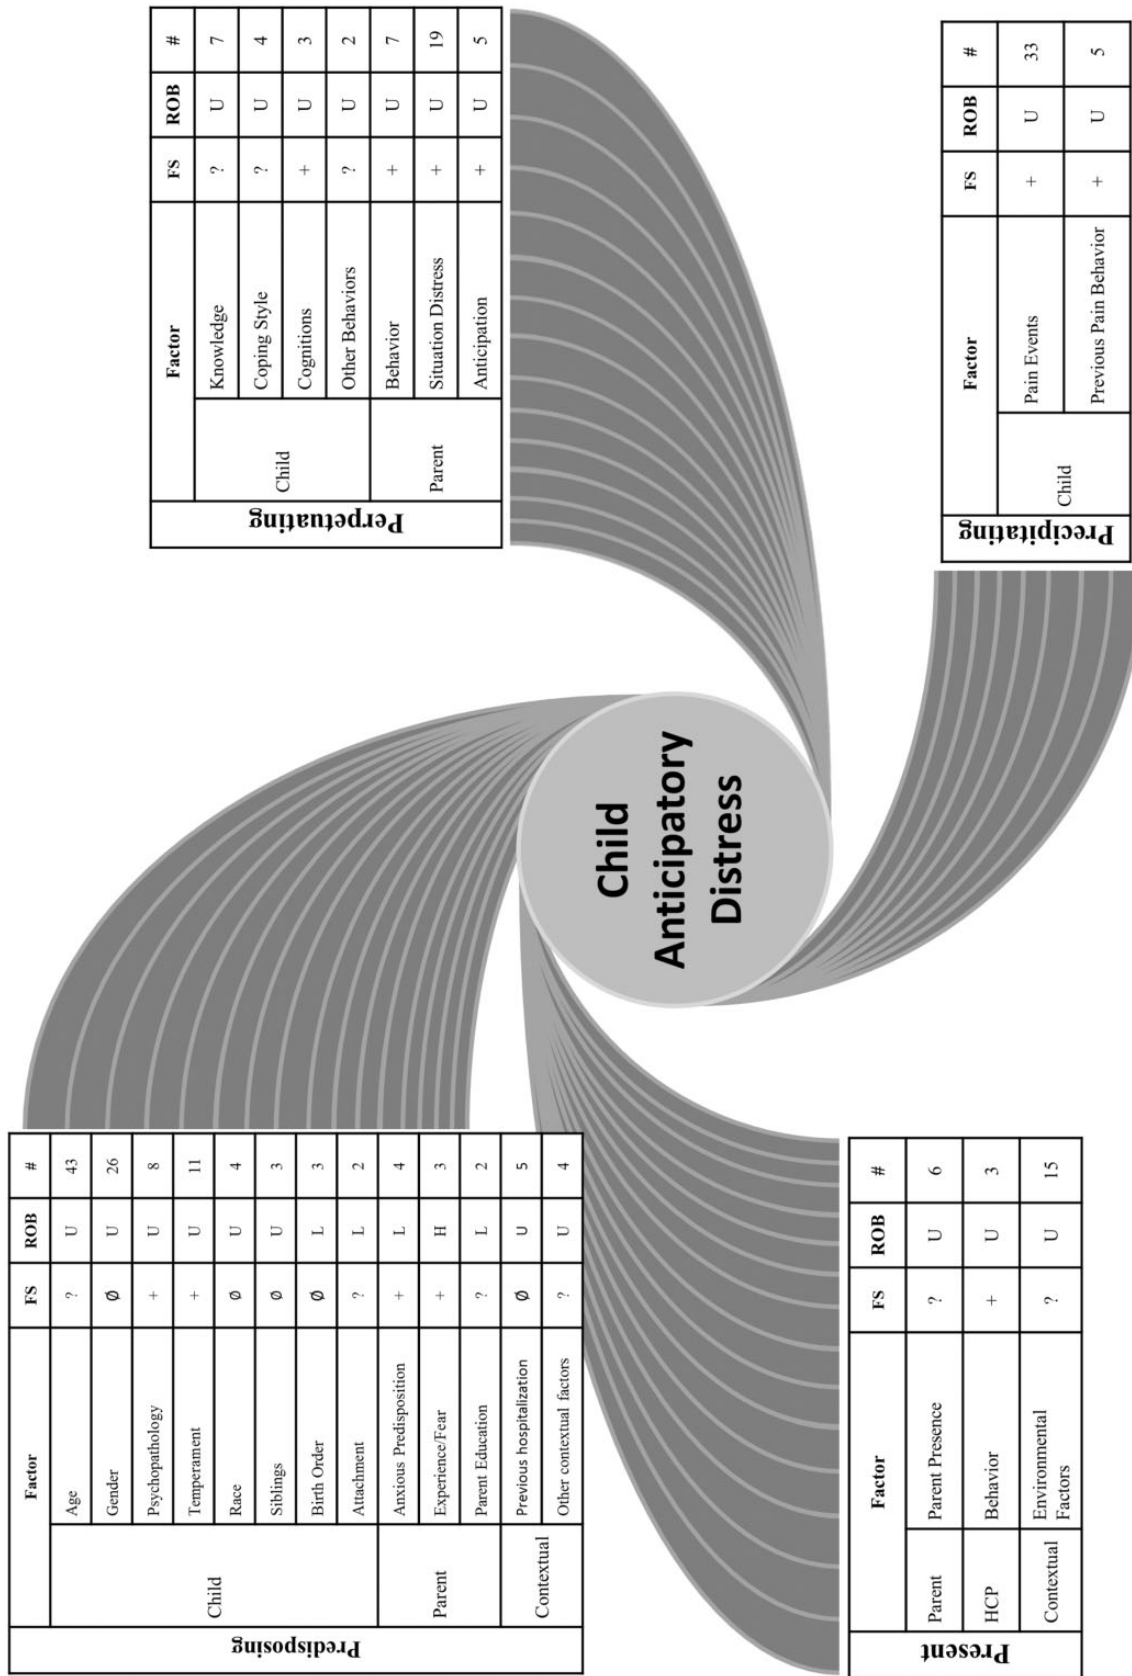 Predisposing
Factor FS ROB #
Child
Age ? U 43
Gender Ø U 26
Psychopathology + U 8
Temperament + U 11
Race Ø U 4
Siblings Ø U 3
Birth Order Ø L 3
Attachment ? L 2
Parent
Anxious Predisposition + L 4
Experience/Fear + H 3
Parent Education ? L 2
Contextual
Previous hospitalization Ø U 5
Other contextual factors ? U 4
Perpetuating
Factor FS ROB #
Child
Knowledge ? U 7
Coping Style ? U 4
Cognitions + U 3
Other Behaviors ? U 2
Parent
Behavior + U 7
Situation Distress + U 19
Anticipation + U 5
Child
Anticipatory
Distress
Present
Factor FS ROB #
Parent Parent Presence ? U 6
HCP Behavior + U 3
Contextual Environmental
Factors ? U 15
Precipitating
Factor FS ROB #
Child
Pain Events + U 33
Previous Pain Behavior + U 5